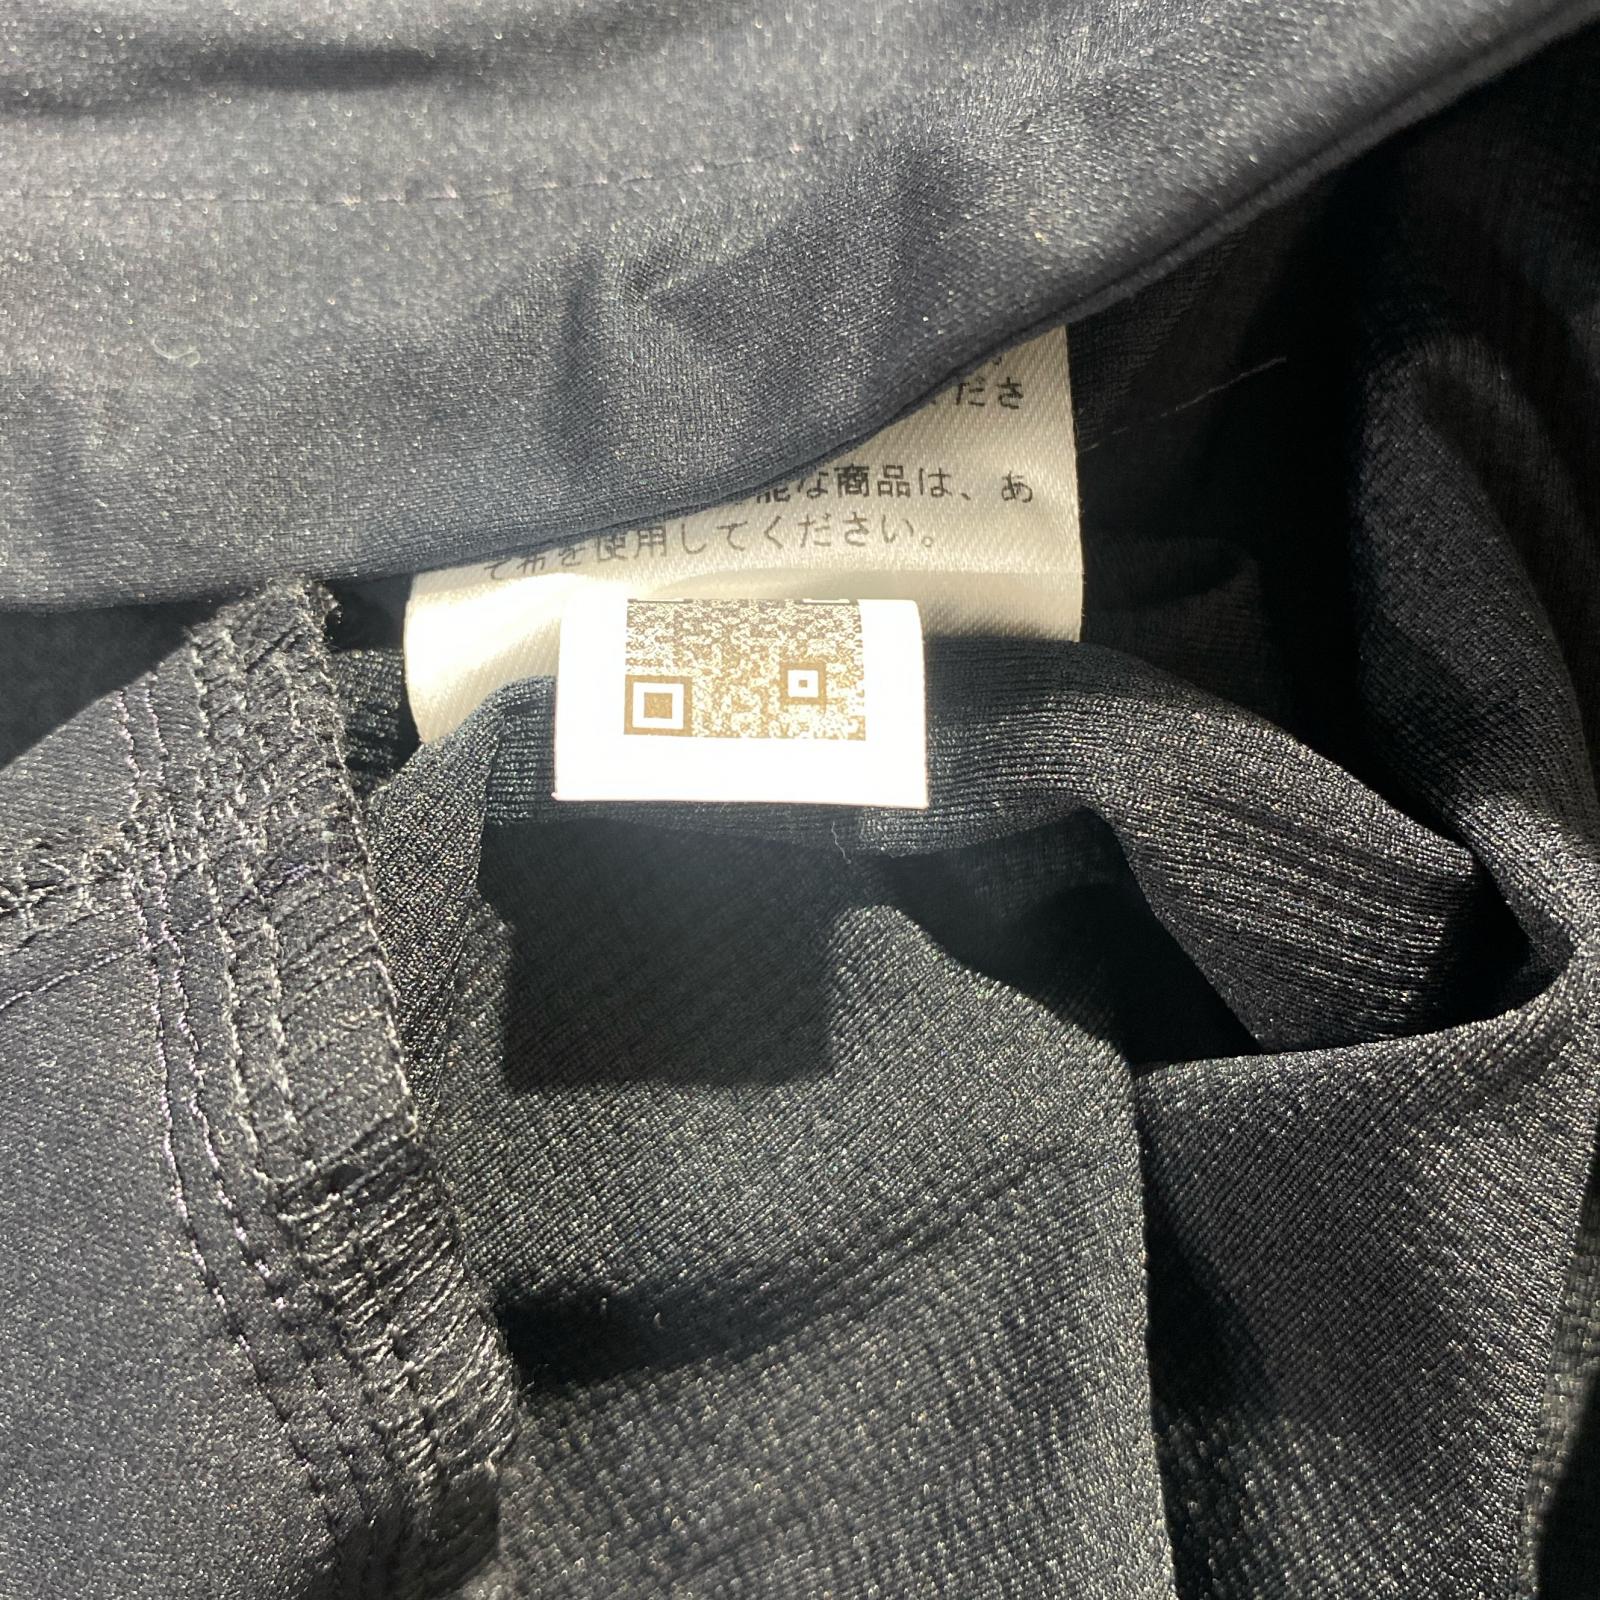 ださ
能な商品は、あ
て布を使用してください。